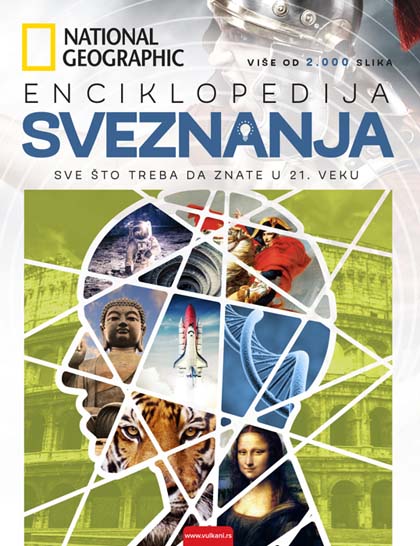 NATIONAL
GEOGRAPHIC
VIŠE OD 2.000 SLIKA
ENCIKLOPEDIJA
SVEZNANJA
SVE ŠTO TREBA DA ZNATE U 21. VEKU
www.vulkani.rs